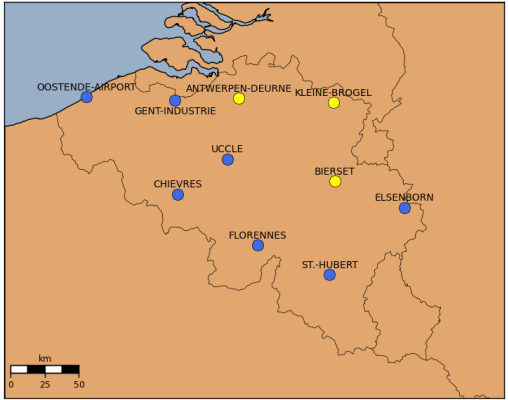 OOSTENDE-AIRPORT
ANTWERPEN-DEURNE
KLEINE-BROGEL
GENT-INDUSTRIE
UCCLE
BIERSET
CHIEVRES
ELSENBORN
FLORENNES
ST.-HUBERT
km
0 25 50